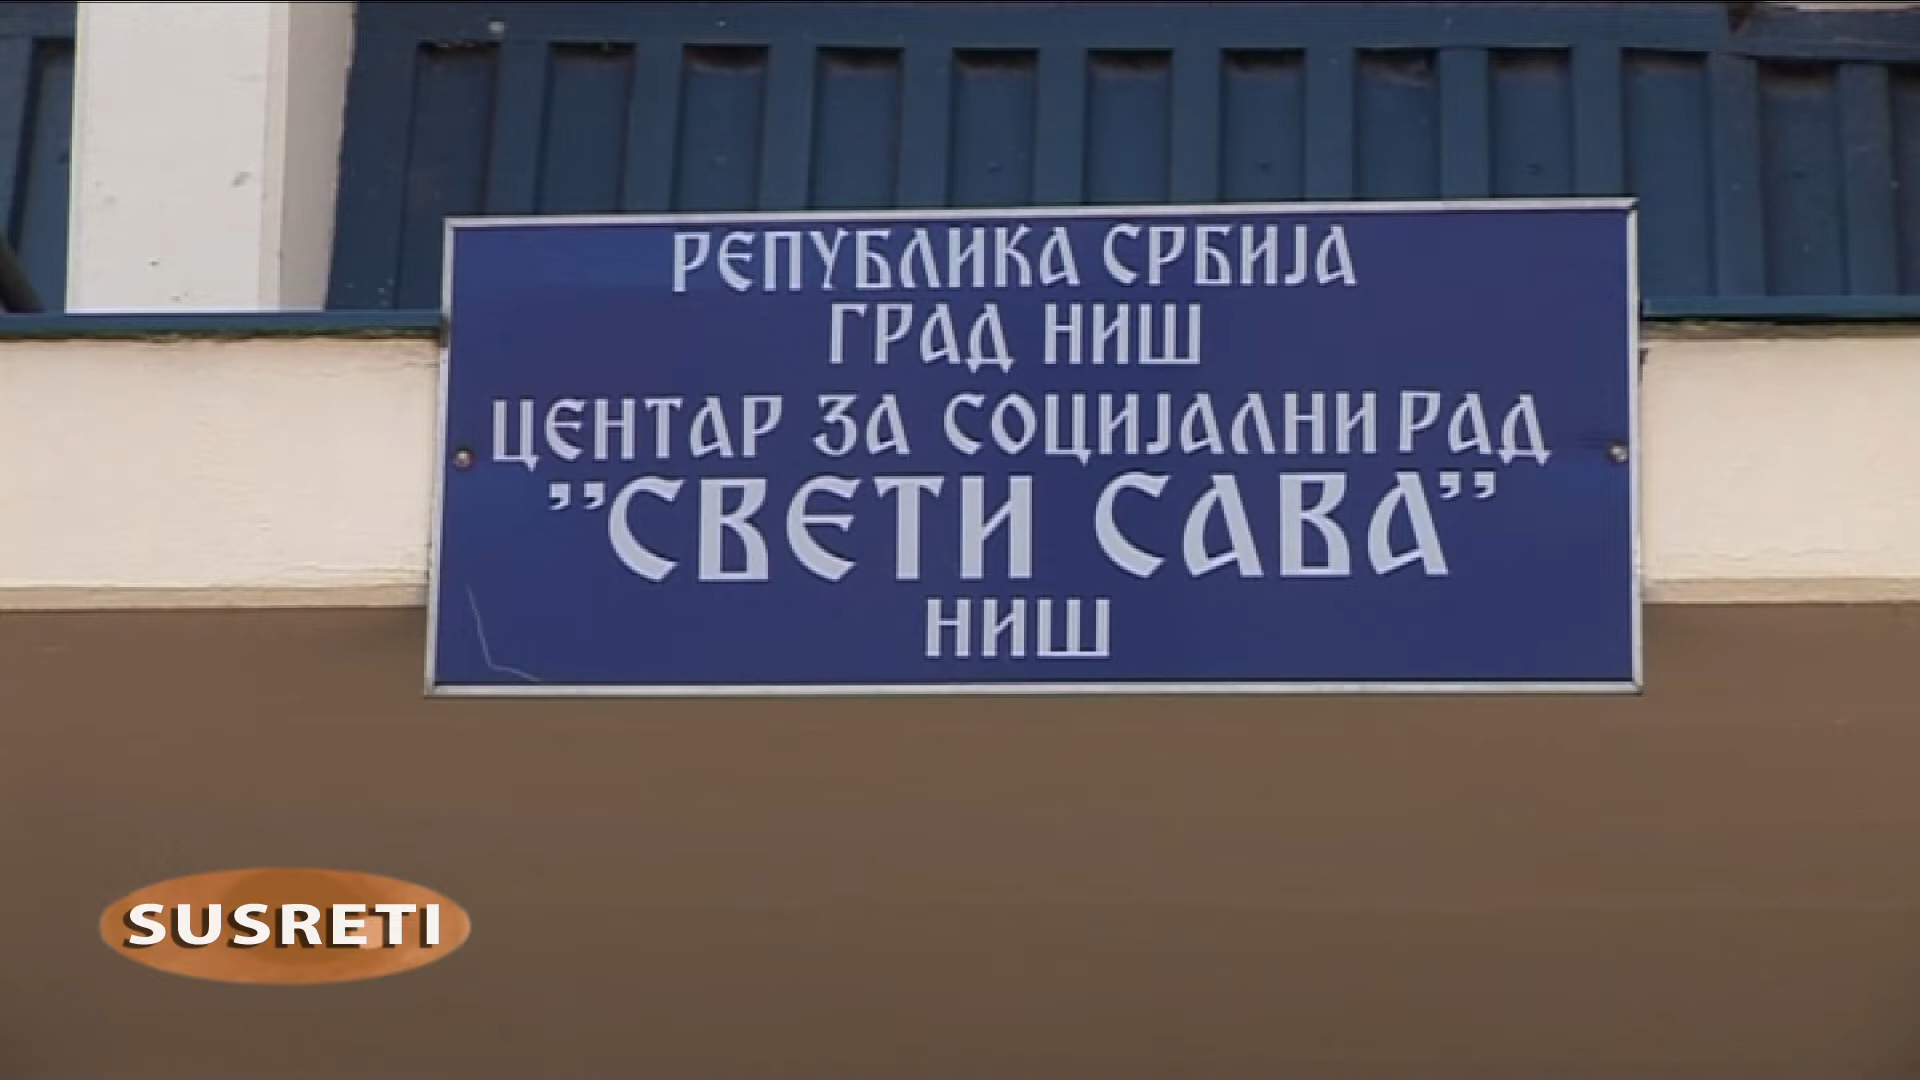 РЕПУБЛИКА СРБИЈА
ГРАД НИШ
ЦЕНТАР ЗА СОЦИЈАЛНИ РАД
”СВЕТИ САВА”
НИШ
SUSRETI